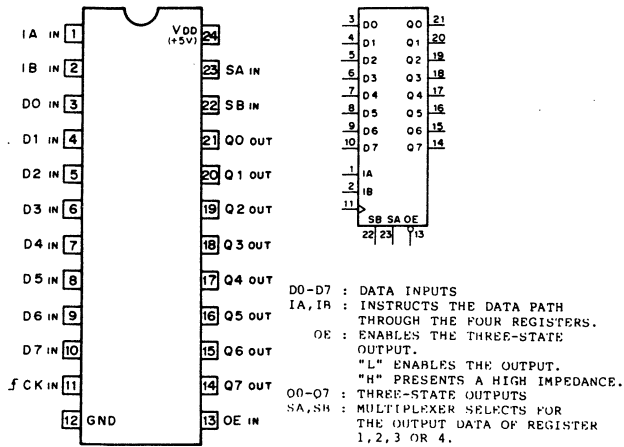 IA IN 1
IB IN 2
D0 IN 3
D1 IN 4
D2 IN 5
D3 IN 6
D4 IN 7
D5 IN 8
D6 IN 9
D7 IN 10
CK IN 11
12 GND
VDD 24
(+5V)
23 SA IN
22 SB IN
21 Q0 OUT
20 Q1 OUT
19 Q2 OUT
18 Q3 OUT
17 Q4 OUT
16 Q5 OUT
15 Q6 OUT
14 Q7 OUT
13 OE IN
3 D0 Q0 21
4 D1 Q1 20
5 D2 Q2 19
6 D3 Q3 18
7 D4 Q4 17
8 D5 Q5 16
9 D6 Q6 15
10 D7 Q7 14
1 IA
2 IB
11
SB SA OE
22 23 13
D0-D7 : DATA INPUTS
IA,IB : INSTRUCTS THE DATA PATH
THROUGH THE FOUR REGISTERS.
OE : ENABLES THE THREE-STATE
OUTPUT.
"L" ENABLES THE OUTPUT.
"H" PRESENTS A HIGH IMPEDANCE.
Q0-Q7 : THREE-STATE OUTPUTS
SA,SB : MULTIPLEXER SELECTS FOR
THE OUTPUT DATA OF REGISTER
1,2,3 OR 4.